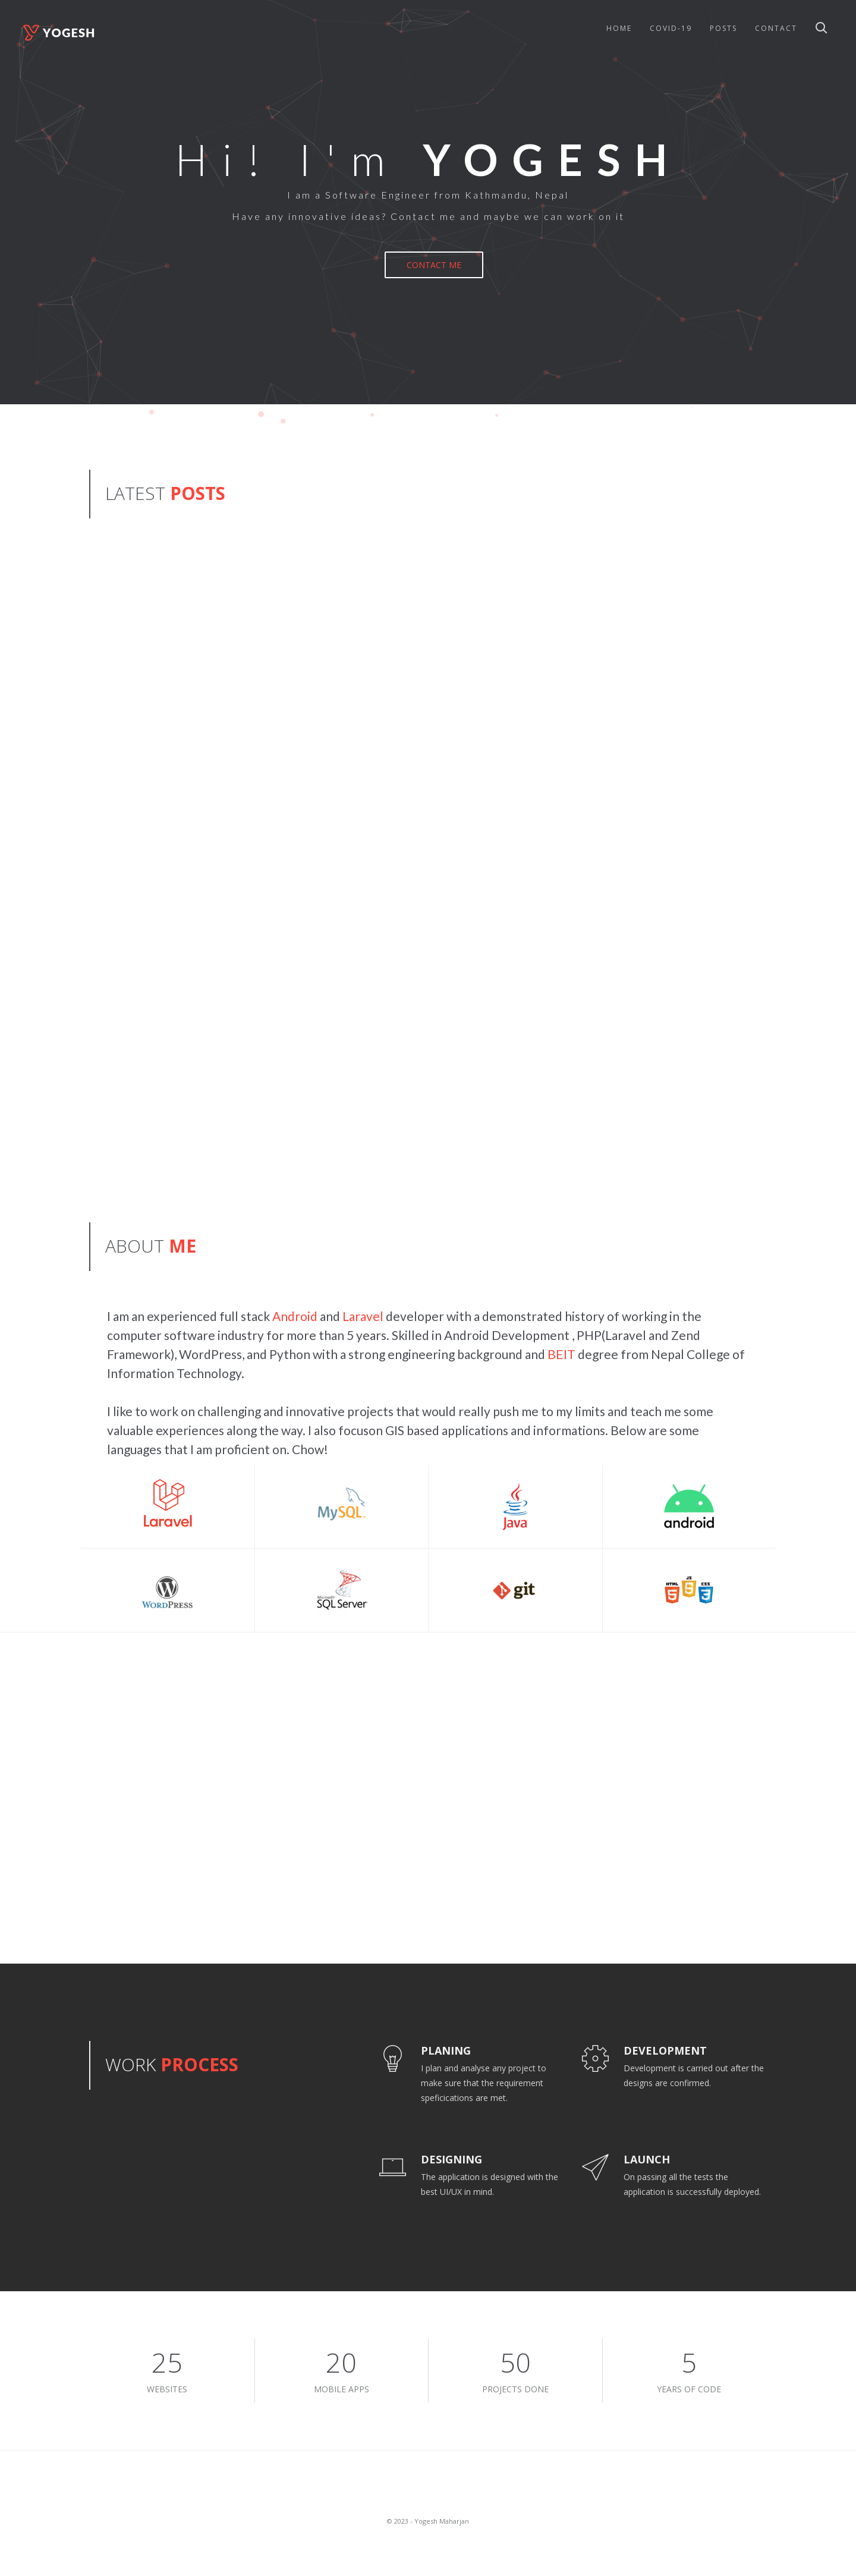 YOGESH
HOME COVID-19 POSTS CONTACT
Hi! I'm YOGESH
I am a Software Engineer from Kathmandu, Nepal
Have any innovative ideas? Contact me and maybe we can work on it
CONTACT ME
LATEST POSTS
ABOUT ME
I am an experienced full stack Android and Laravel developer with a demonstrated history of working in the
computer software industry for more than 5 years. Skilled in Android Development , PHP(Laravel and Zend
Framework), WordPress, and Python with a strong engineering background and BEIT degree from Nepal College of
Information Technology.
I like to work on challenging and innovative projects that would really push me to my limits and teach me some
valuable experiences along the way. I also focuson GIS based applications and informations. Below are some
languages that I am proficient on. Chow!
Laravel
MySQL
Java
android
WORDPRESS
Microsoft
SQL Server
git
HTML JS CSS
5 5 3
WORK PROCESS
PLANING
I plan and analyse any project to
make sure that the requirement
speficications are met.
DEVELOPMENT
Development is carried out after the
designs are confirmed.
DESIGNING
The application is designed with the
best UI/UX in mind.
LAUNCH
On passing all the tests the
application is successfully deployed.
25
WEBSITES
20
MOBILE APPS
50
PROJECTS DONE
5
YEARS OF CODE
© 2023 - Yogesh Maharjan